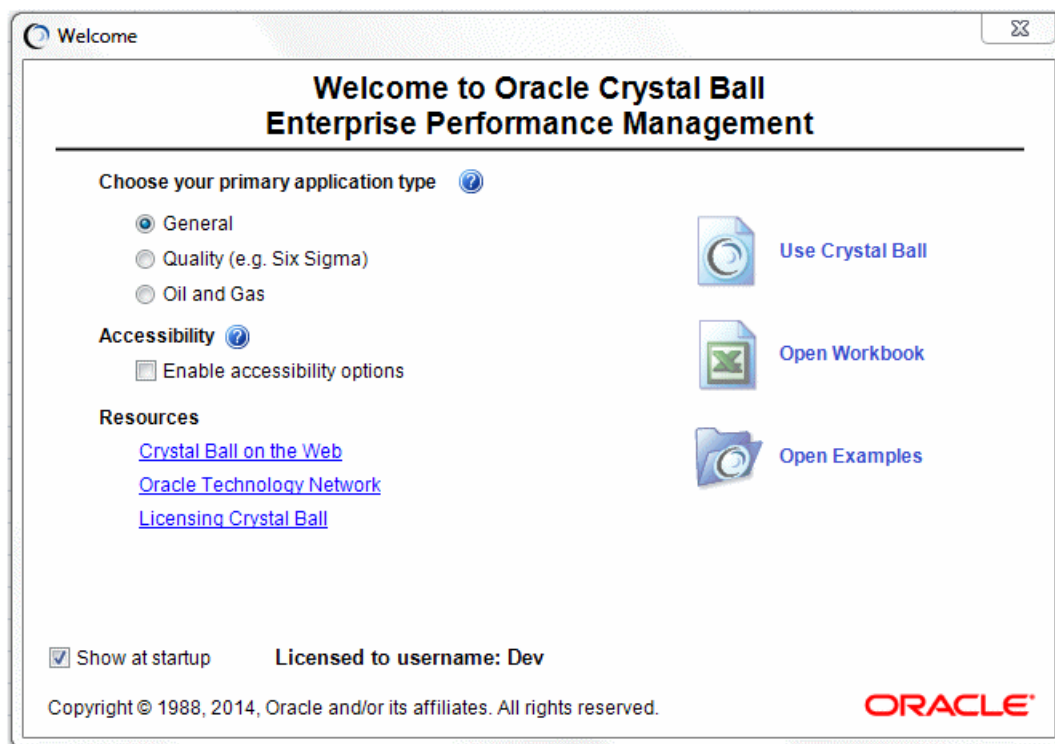 Welcome
Welcome to Oracle Crystal Ball
Enterprise Performance Management
Choose your primary application type
General
Quality (e.g. Six Sigma)
Oil and Gas
Accessibility
Enable accessibility options
Resources
Crystal Ball on the Web
Oracle Technology Network
Licensing Crystal Ball
Use Crystal Ball
Open Workbook
Open Examples
Show at startup
Licensed to username: Dev
Copyright © 1988, 2014, Oracle and/or its affiliates. All rights reserved.
ORACLE